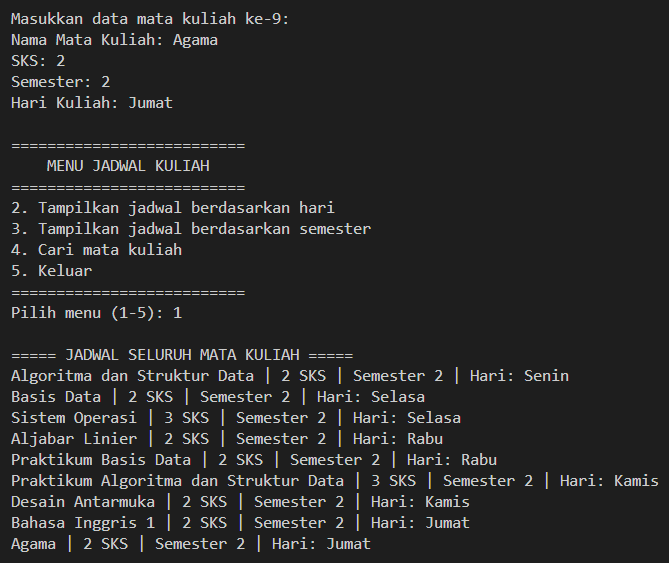 Masukkan data mata kuliah ke-9:
Nama Mata Kuliah: Agama
SKS: 2
Semester: 2
Hari Kuliah: Jumat
==========================
MENU JADWAL KULIAH
==========================
2. Tampilkan jadwal berdasarkan hari
3. Tampilkan jadwal berdasarkan semester
4. Cari mata kuliah
5. Keluar
==========================
Pilih menu (1-5): 1
===== JADWAL SELURUH MATA KULIAH =====
Algoritma dan Struktur Data | 2 SKS | Semester 2 | Hari: Senin
Basis Data | 2 SKS | Semester 2 | Hari: Selasa
Sistem Operasi | 3 SKS | Semester 2 | Hari: Selasa
Aljabar Linier | 2 SKS | Semester 2 | Hari: Rabu
Praktikum Basis Data | 2 SKS | Semester 2 | Hari: Rabu
Praktikum Algoritma dan Struktur Data | 3 SKS | Semester 2 | Hari: Kamis
Desain Antarmuka | 2 SKS | Semester 2 | Hari: Kamis
Bahasa Inggris 1 | 2 SKS | Semester 2 | Hari: Jumat
Agama | 2 SKS | Semester 2 | Hari: Jumat